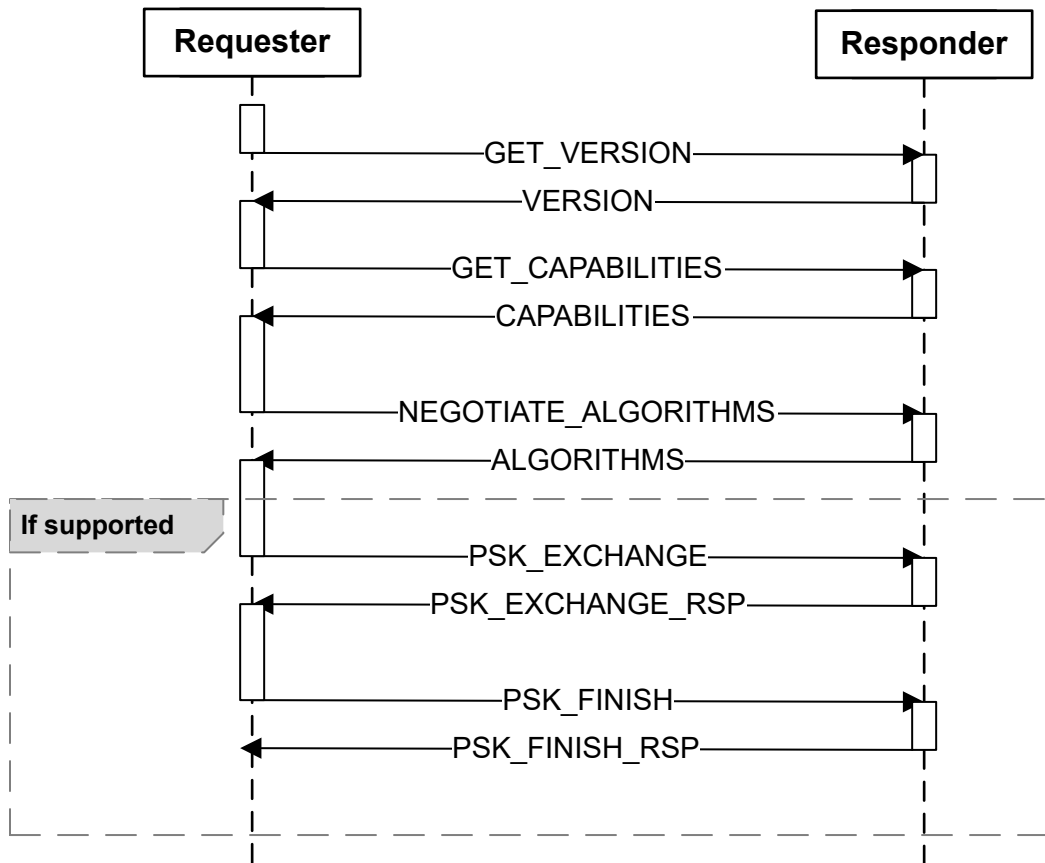 Requester
Responder
GET_VERSION
VERSION
GET_CAPABILITIES
CAPABILITIES
NEGOTIATE_ALGORITHMS
ALGORITHMS
If supported
PSK_EXCHANGE
PSK_EXCHANGE_RSP
PSK_FINISH
PSK_FINISH_RSP